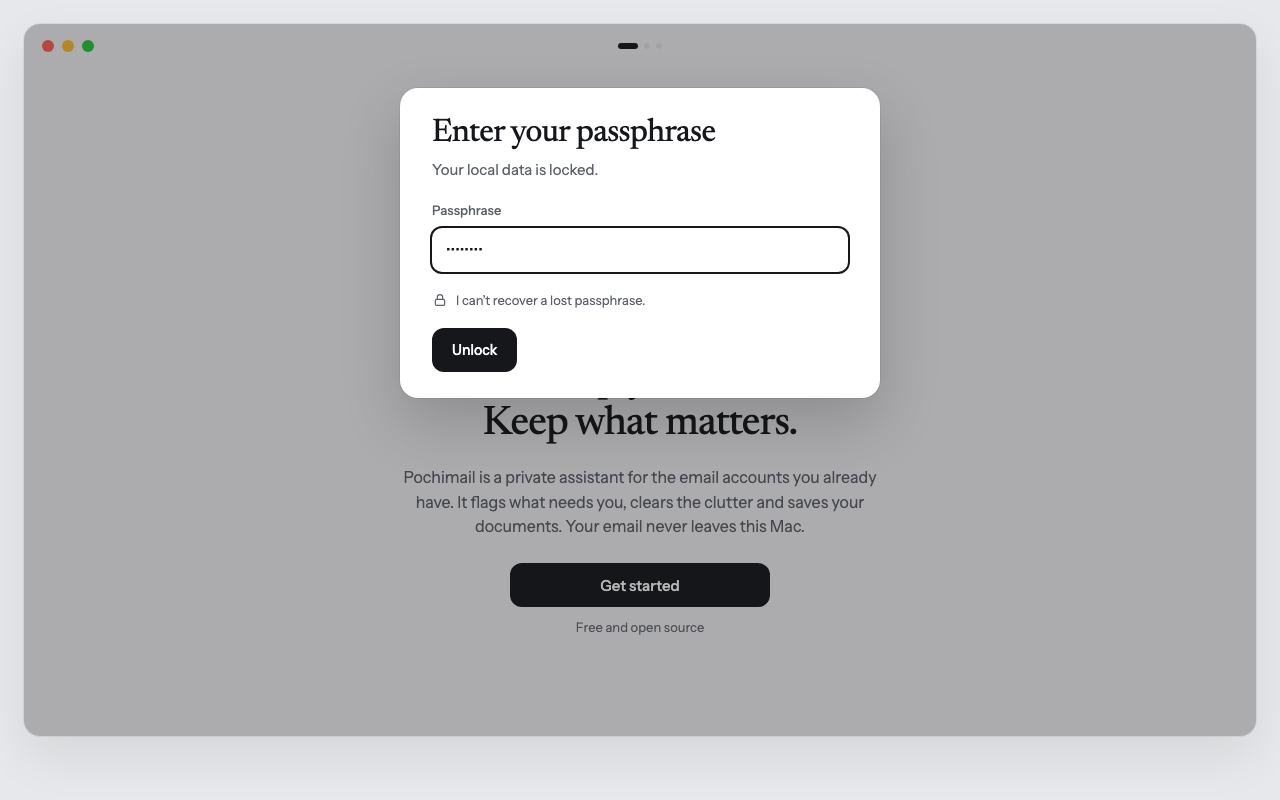 Enter your passphrase
Your local data is locked.
Passphrase
••••••••
I can't recover a lost passphrase.
Unlock
Keep what matters.
Pochimail is a private assistant for the email accounts you already
have. It flags what needs you, clears the clutter and saves your
documents. Your email never leaves this Mac.
Get started
Free and open source